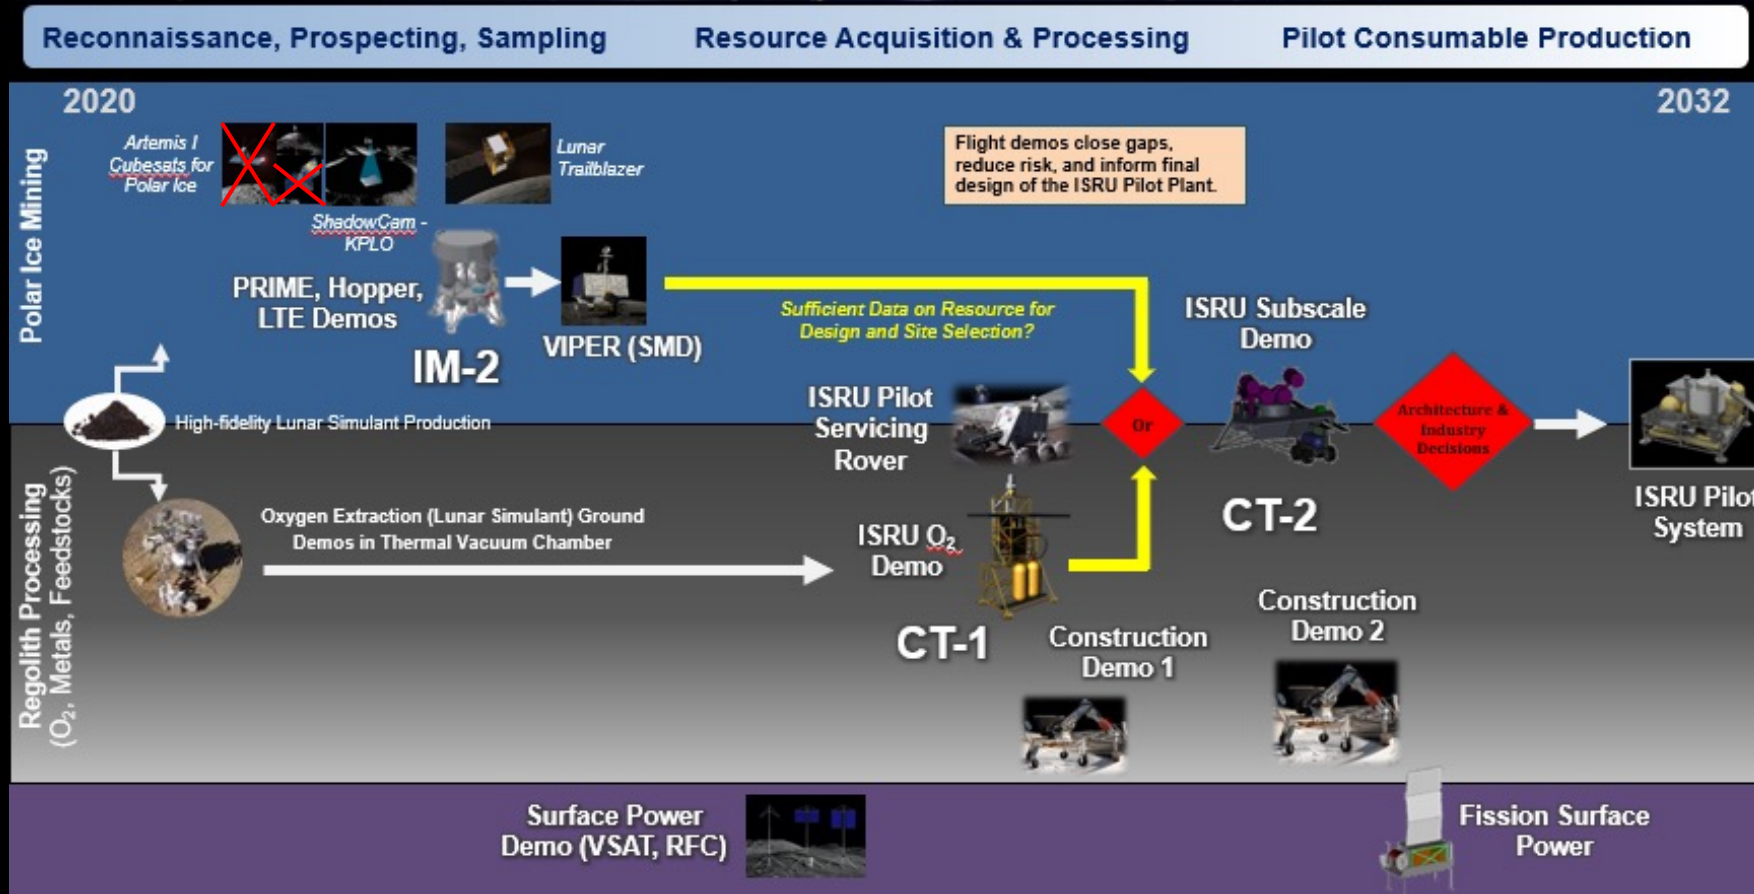 Reconnaissance, Prospecting, Sampling
Resource Acquisition & Processing
Pilot Consumable Production
2020
2032
Polar Ice Mining
Artemis I
Cubesats for
Polar Ice
Lunar
Trailblazer
ShadowCam -
KPLO
Flight demos close gaps,
reduce risk, and inform final
design of the ISRU Pilot Plant.
PRIME, Hopper,
LTE Demos
IM-2
VIPER (SMD)
Sufficient Data on Resource for
Design and Site Selection?
ISRU Subscale
Demo
High-fidelity Lunar Simulant Production
ISRU Pilot
Servicing
Rover
Or
Architecture &
Industry
Decisions
CT-2
ISRU Pilot
System
Regolith Processing
(O₂, Metals, Feedstocks)
Oxygen Extraction (Lunar Simulant) Ground
Demos in Thermal Vacuum Chamber
ISRU O₂
Demo
CT-1
Construction
Demo 1
Construction
Demo 2
Surface Power
Demo (VSAT, RFC)
Fission Surface
Power